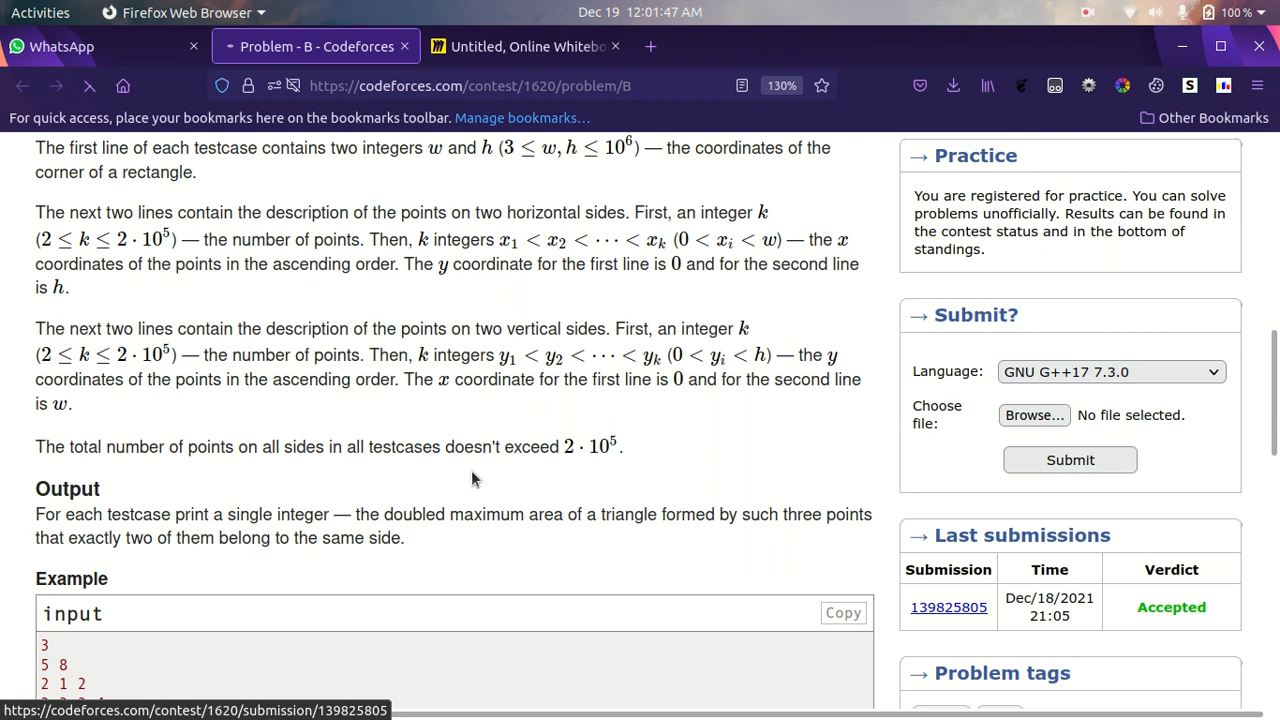 Activities Firefox Web Browser Dec 19 12:01:47 AM 100 %
WhatsApp × Problem - B - Codeforces × Untitled, Online Whitebo × +
https://codeforces.com/contest/1620/problem/B 130%
For quick access, place your bookmarks here on the bookmarks toolbar. Manage bookmarks… Other Bookmarks
The first line of each testcase contains two integers w and h (3 ≤ w, h ≤ 10⁶) — the coordinates of the
corner of a rectangle.
The next two lines contain the description of the points on two horizontal sides. First, an integer k
(2 ≤ k ≤ 2 · 10⁵) — the number of points. Then, k integers x₁ < x₂ < ⋯ < xₖ (0 < xᵢ < w) — the x
coordinates of the points in the ascending order. The y coordinate for the first line is 0 and for the second line
is h.
The next two lines contain the description of the points on two vertical sides. First, an integer k
(2 ≤ k ≤ 2 · 10⁵) — the number of points. Then, k integers y₁ < y₂ < ⋯ < yₖ (0 < yᵢ < h) — the y
coordinates of the points in the ascending order. The x coordinate for the first line is 0 and for the second line
is w.
The total number of points on all sides in all testcases doesn't exceed 2 · 10⁵.
Output
For each testcase print a single integer — the doubled maximum area of a triangle formed by such three points
that exactly two of them belong to the same side.
Example
input Copy
3
5 8
2 1 2
→ Practice
You are registered for practice. You can solve
problems unofficially. Results can be found in
the contest status and in the bottom of
standings.
→ Submit?
Language: GNU G++17 7.3.0
Choose
file: Browse… No file selected.
Submit
→ Last submissions
Submission Time Verdict
139825805 Dec/18/2021
21:05 Accepted
→ Problem tags
https://codeforces.com/contest/1620/submission/139825805